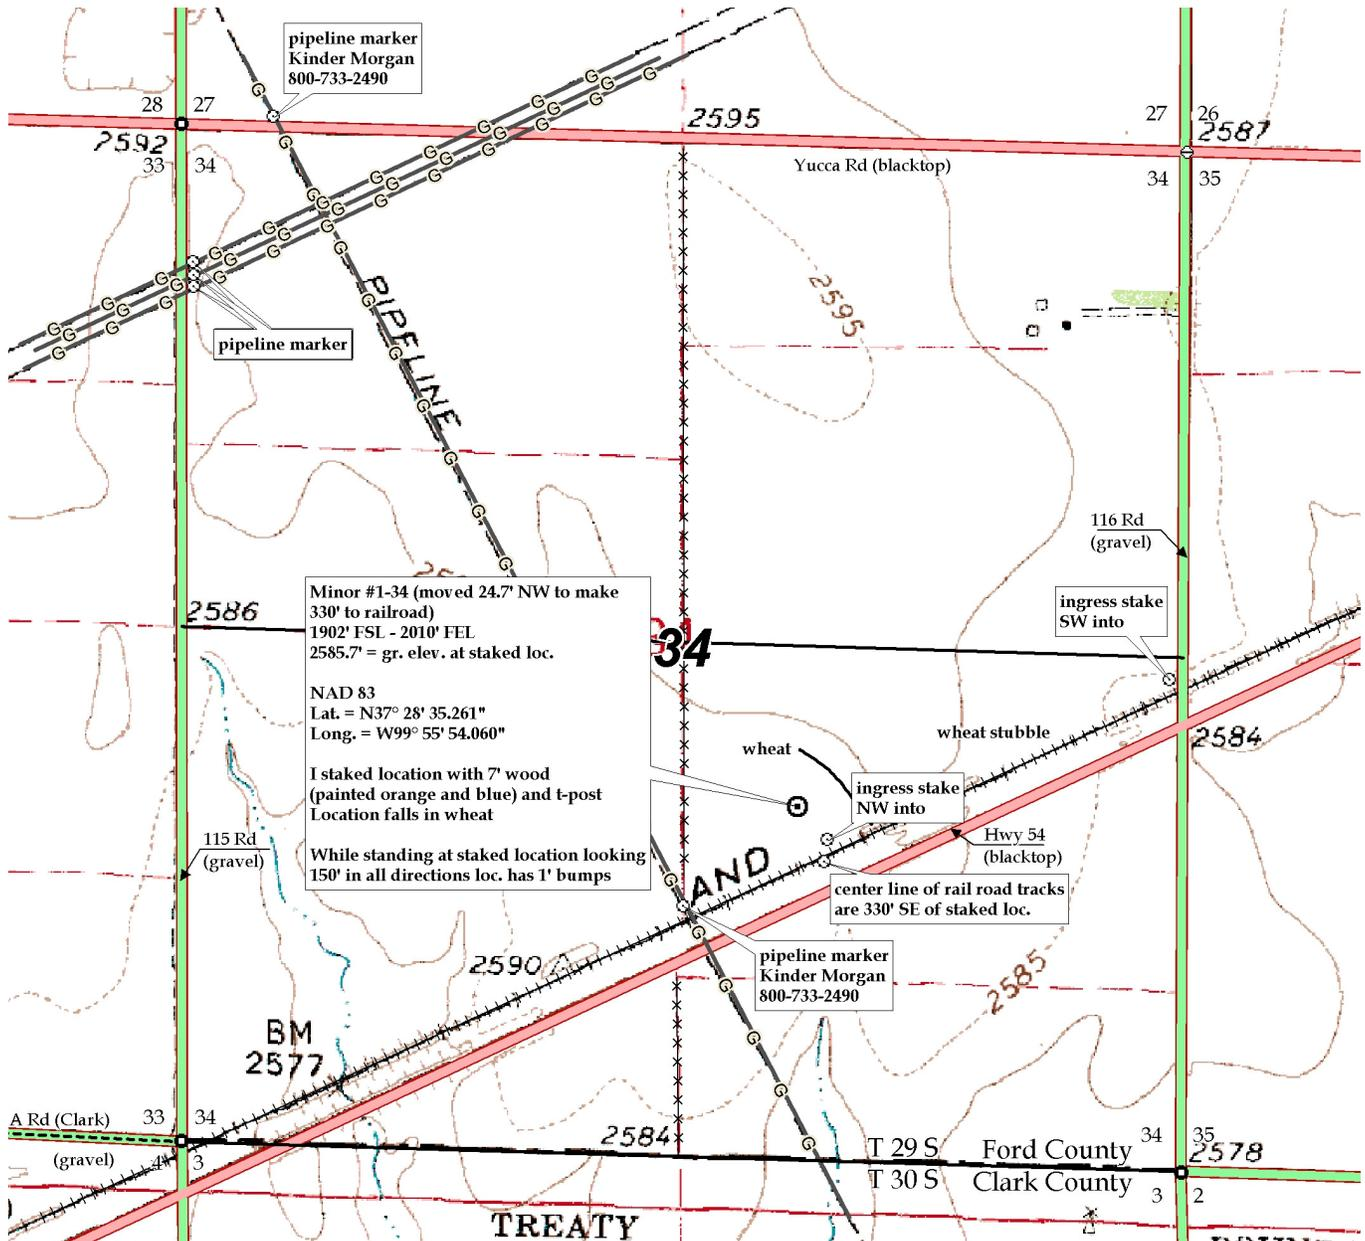 pipeline marker
Kinder Morgan
800-733-2490
28
27
27
26
2595
2587
2592
33
34
34
35
Yucca Rd (blacktop)
pipeline marker
PIPELINE
2595
116 Rd
(gravel)
ingress stake
SW into
2586
34
Minor #1-34 (moved 24.7' NW to make
330' to railroad)
1902' FSL - 2010' FEL
2585.7' = gr. elev. at staked loc.
NAD 83
Lat. = N37° 28' 35.261"
Long. = W99° 55' 54.060"
I staked location with 7' wood
(painted orange and blue) and t-post
Location falls in wheat
While standing at staked location looking
150' in all directions loc. has 1' bumps
wheat
wheat stubble
2584
ingress stake
NW into
Hwy 54
(blacktop)
115 Rd
(gravel)
AND
center line of rail road tracks
are 330' SE of staked loc.
pipeline marker
Kinder Morgan
800-733-2490
2590
2585
BM
2577
A Rd (Clark)
(gravel)
33
34
4
3
2584
T 29 S
Ford County
T 30 S
Clark County
34
35
2578
3
2
TREATY